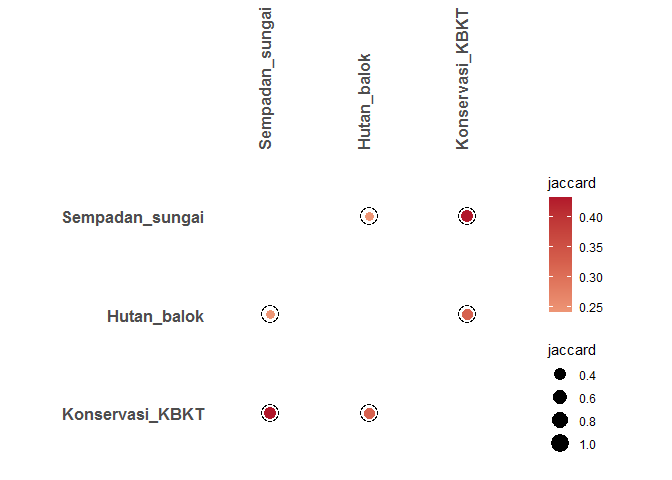 Sempadan_sungai
Hutan_balok
Konservasi_KBKT
Sempadan_sungai
Hutan_balok
Konservasi_KBKT
jaccard
0.40
0.35
0.30
0.25
jaccard
0.4
0.6
0.8
1.0